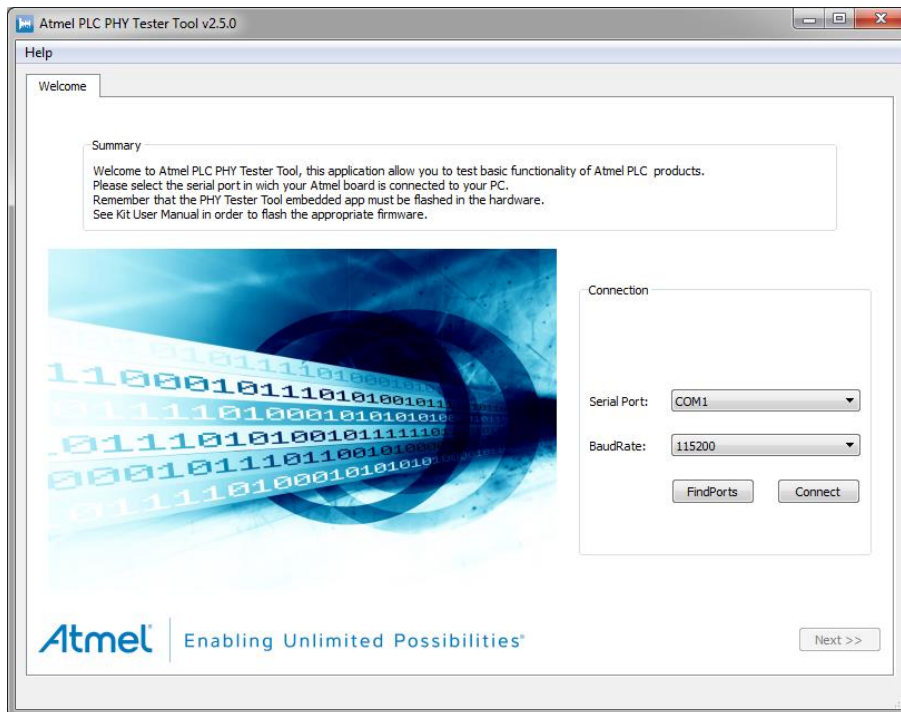 Atmel PLC PHY Tester Tool v2.5.0
Help
Welcome
Summary
Welcome to Atmel PLC PHY Tester Tool, this application allow you to test basic functionality of Atmel PLC products.
Please select the serial port in wich your Atmel board is connected to your PC.
Remember that the PHY Tester Tool embedded app must be flashed in the hardware.
See Kit User Manual in order to flash the appropriate firmware.
Connection
Serial Port: COM1
BaudRate: 115200
FindPorts Connect
Atmel® Enabling Unlimited Possibilities®
Next >>